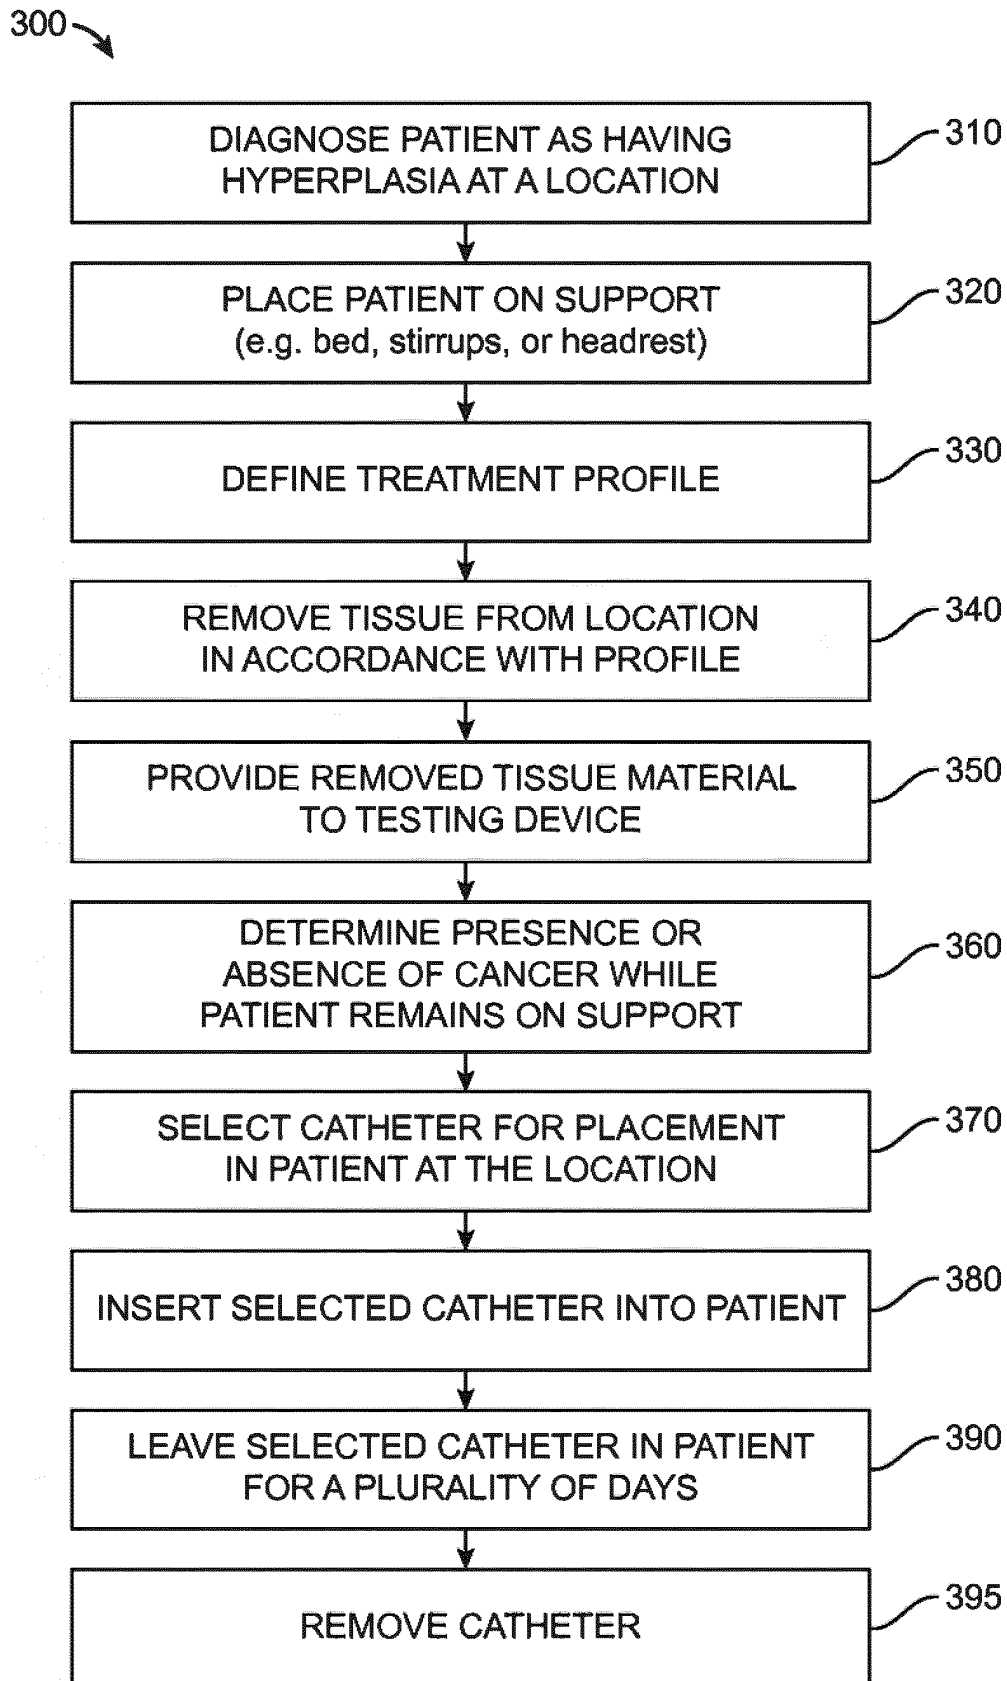 300
DIAGNOSE PATIENT AS HAVING
HYPERPLASIA AT A LOCATION
310
PLACE PATIENT ON SUPPORT
(e.g. bed, stirrups, or headrest)
320
DEFINE TREATMENT PROFILE
330
REMOVE TISSUE FROM LOCATION
IN ACCORDANCE WITH PROFILE
340
PROVIDE REMOVED TISSUE MATERIAL
TO TESTING DEVICE
350
DETERMINE PRESENCE OR
ABSENCE OF CANCER WHILE
PATIENT REMAINS ON SUPPORT
360
SELECT CATHETER FOR PLACEMENT
IN PATIENT AT THE LOCATION
370
INSERT SELECTED CATHETER INTO PATIENT
380
LEAVE SELECTED CATHETER IN PATIENT
FOR A PLURALITY OF DAYS
390
REMOVE CATHETER
395